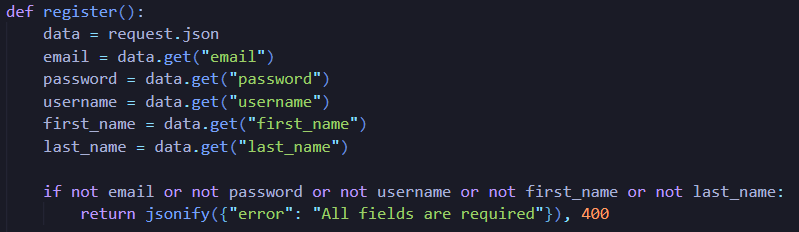 def register():
    data = request.json
    email = data.get("email")
    password = data.get("password")
    username = data.get("username")
    first_name = data.get("first_name")
    last_name = data.get("last_name")

    if not email or not password or not username or not first_name or not last_name:
        return jsonify({"error": "All fields are required"}), 400